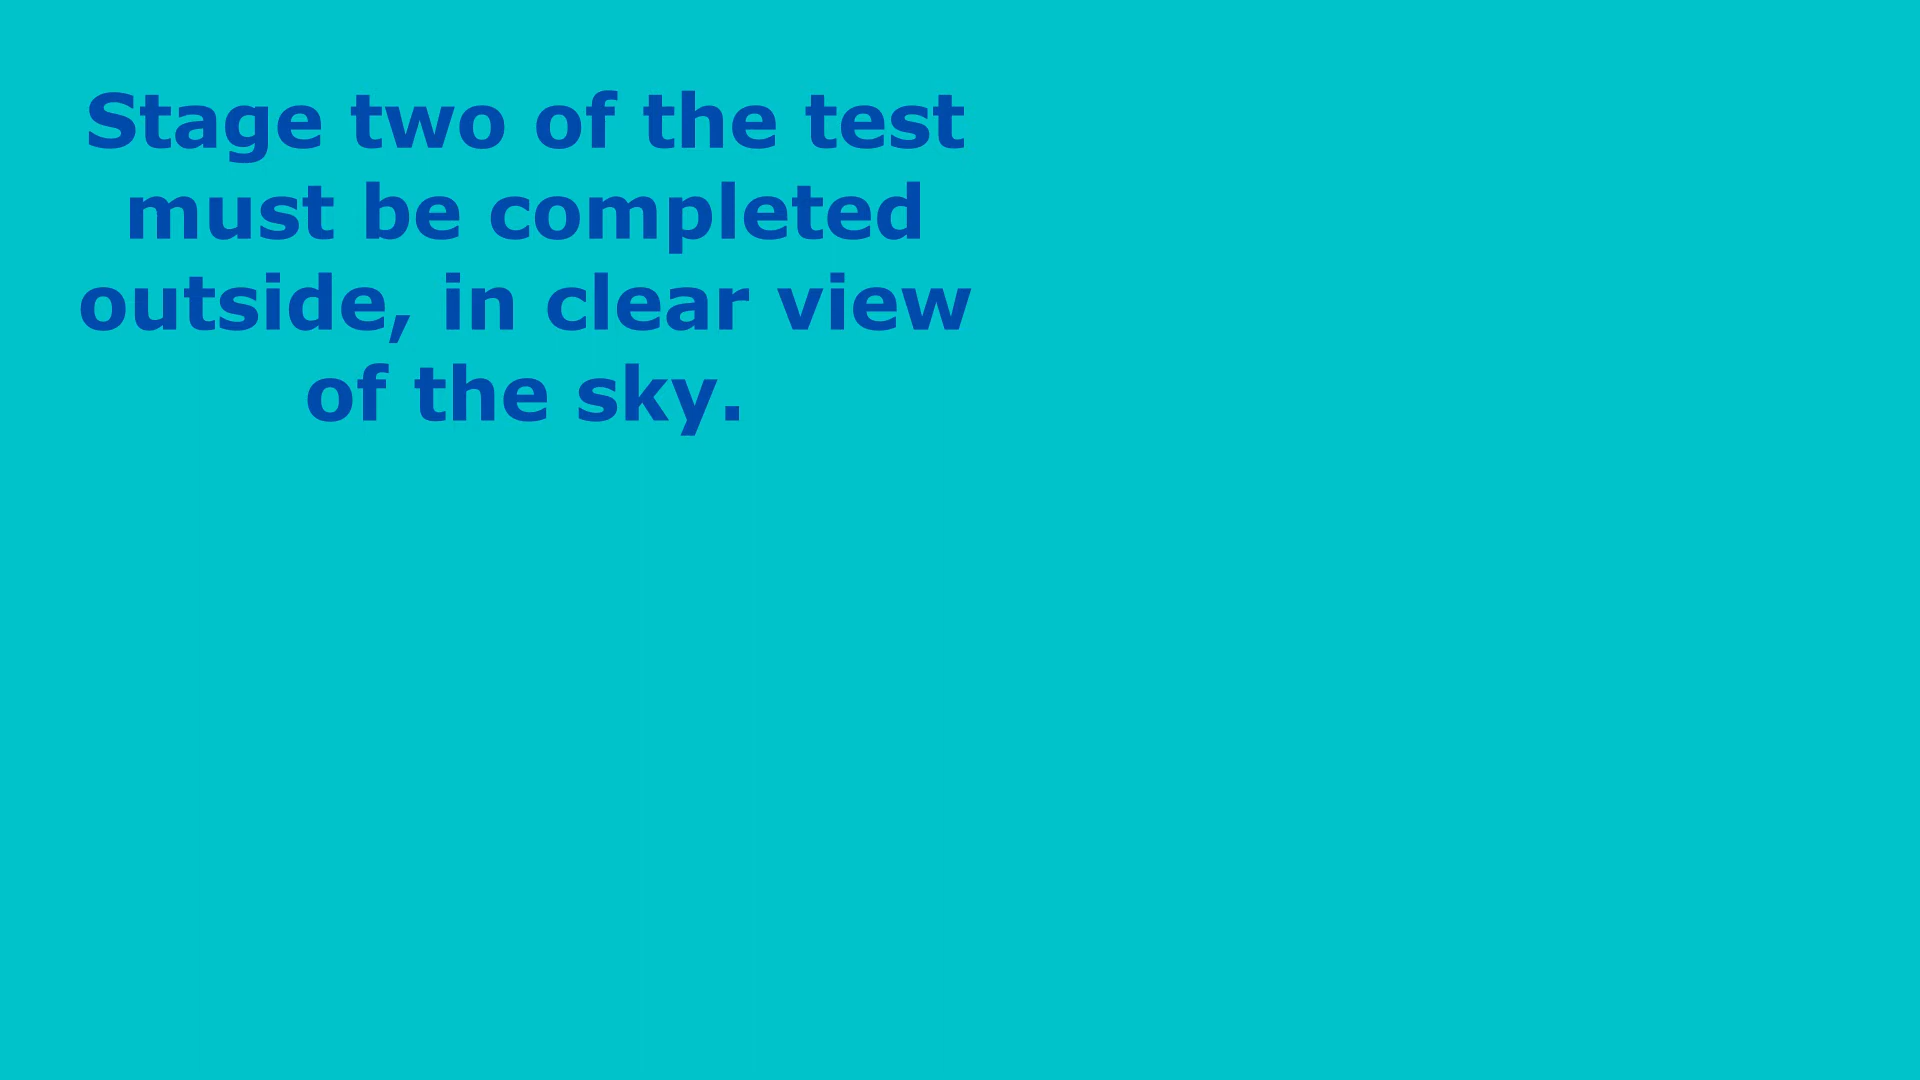 Stage two of the test
must be completed
outside, in clear view
of the sky.